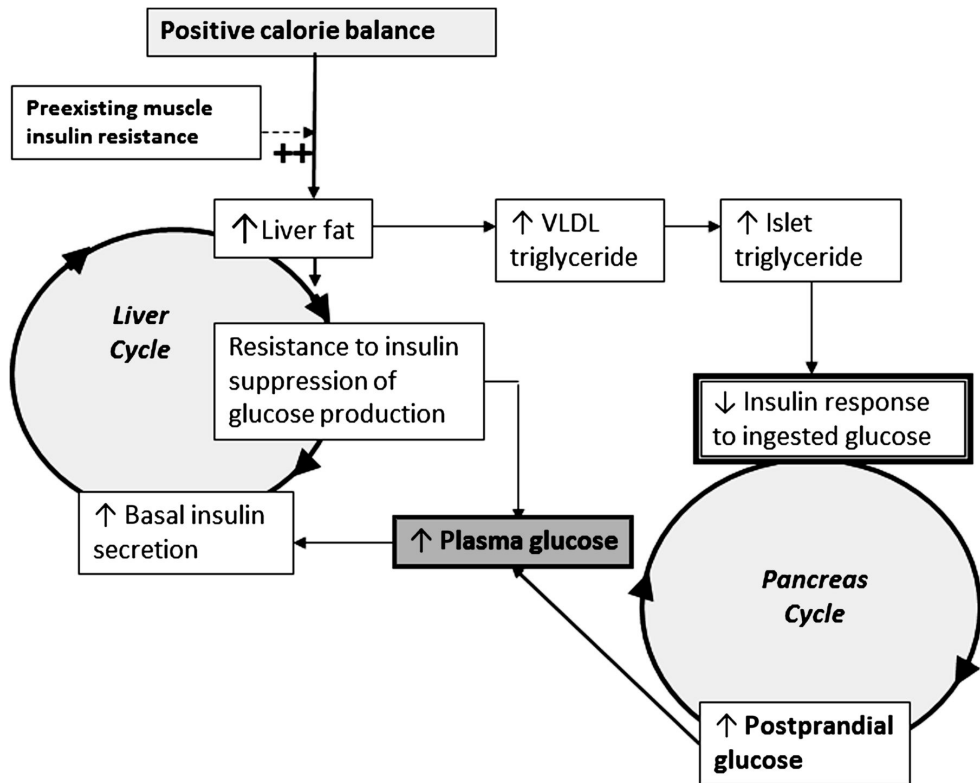 Positive calorie balance
Preexisting muscle
insulin resistance
++
↑ Liver fat
↑ VLDL
triglyceride
↑ Islet
triglyceride
Liver
Cycle
Resistance to insulin
suppression of
glucose production
↓ Insulin response
to ingested glucose
↑ Basal insulin
secretion
↑ Plasma glucose
Pancreas
Cycle
↑ Postprandial
glucose